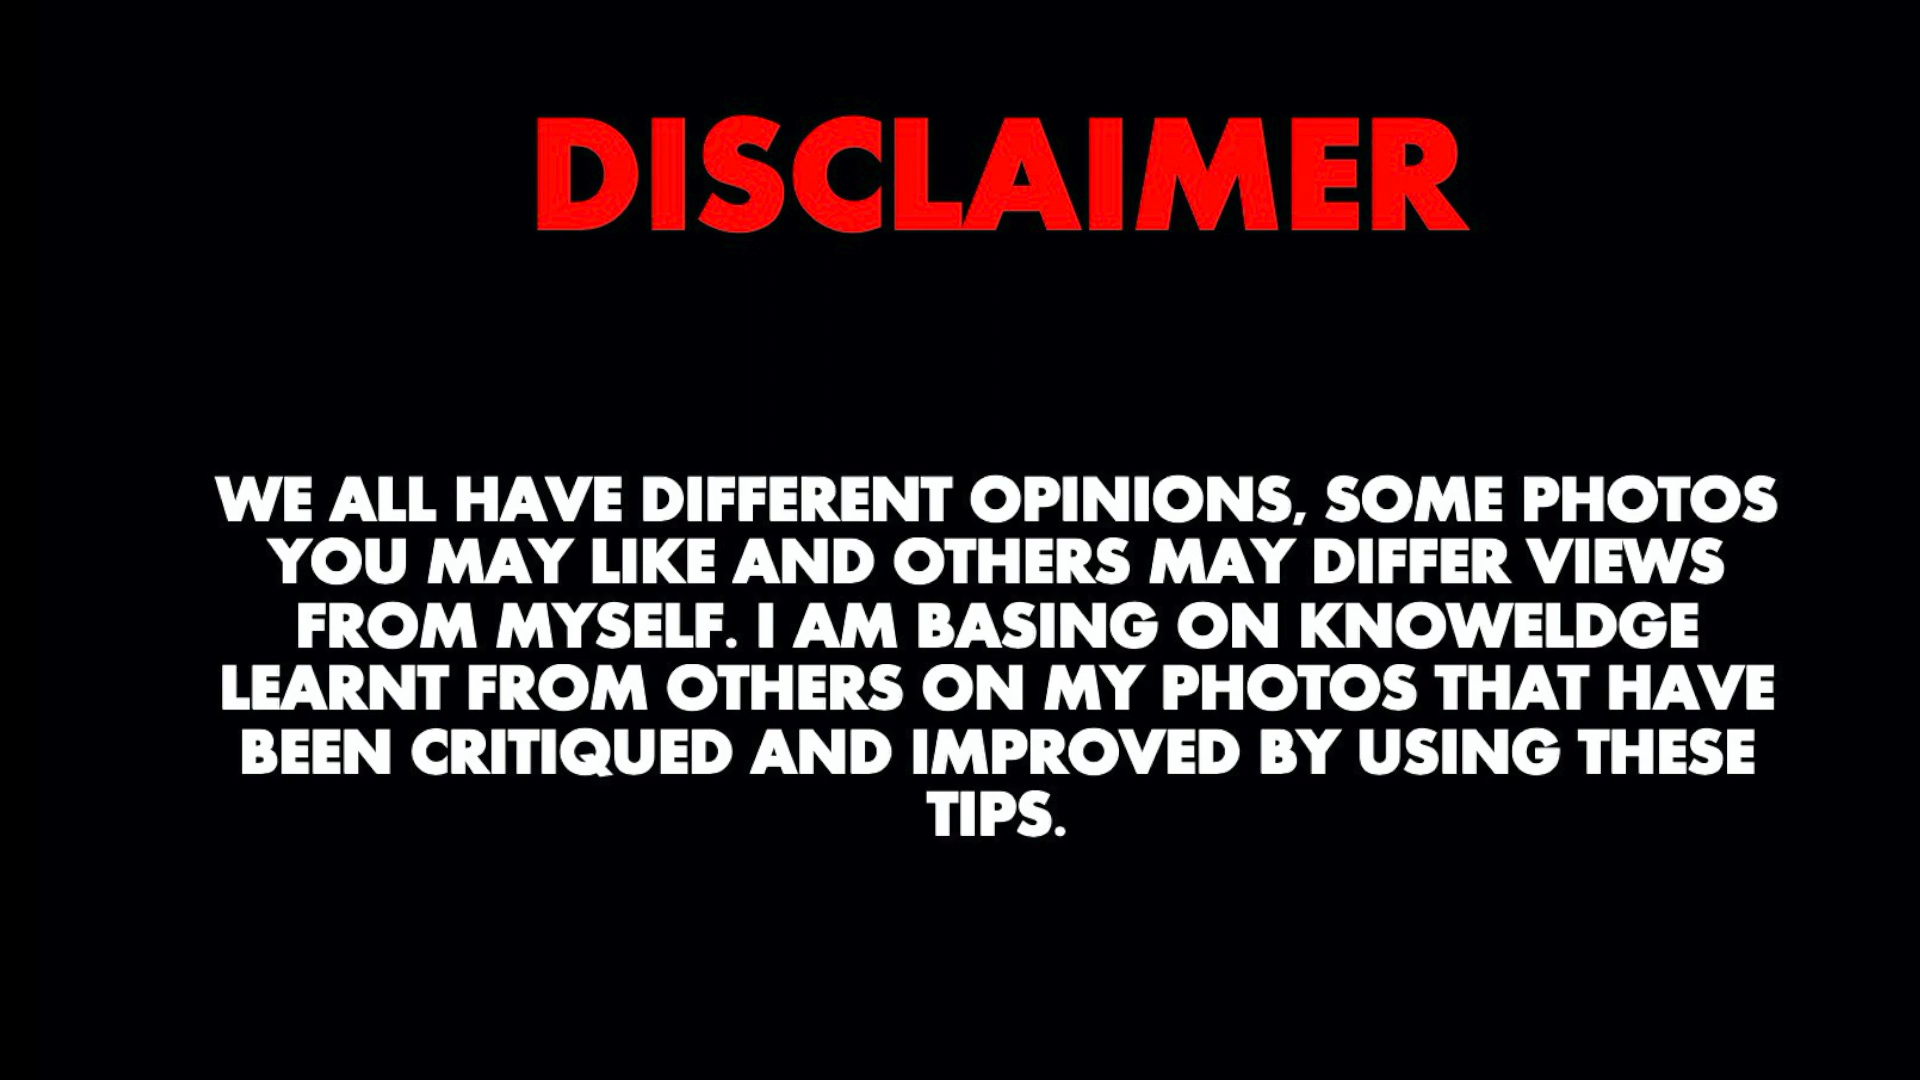 DISCLAIMER
WE ALL HAVE DIFFERENT OPINIONS, SOME PHOTOS
YOU MAY LIKE AND OTHERS MAY DIFFER VIEWS
FROM MYSELF. I AM BASING ON KNOWELDGE
LEARNT FROM OTHERS ON MY PHOTOS THAT HAVE
BEEN CRITIQUED AND IMPROVED BY USING THESE
TIPS.